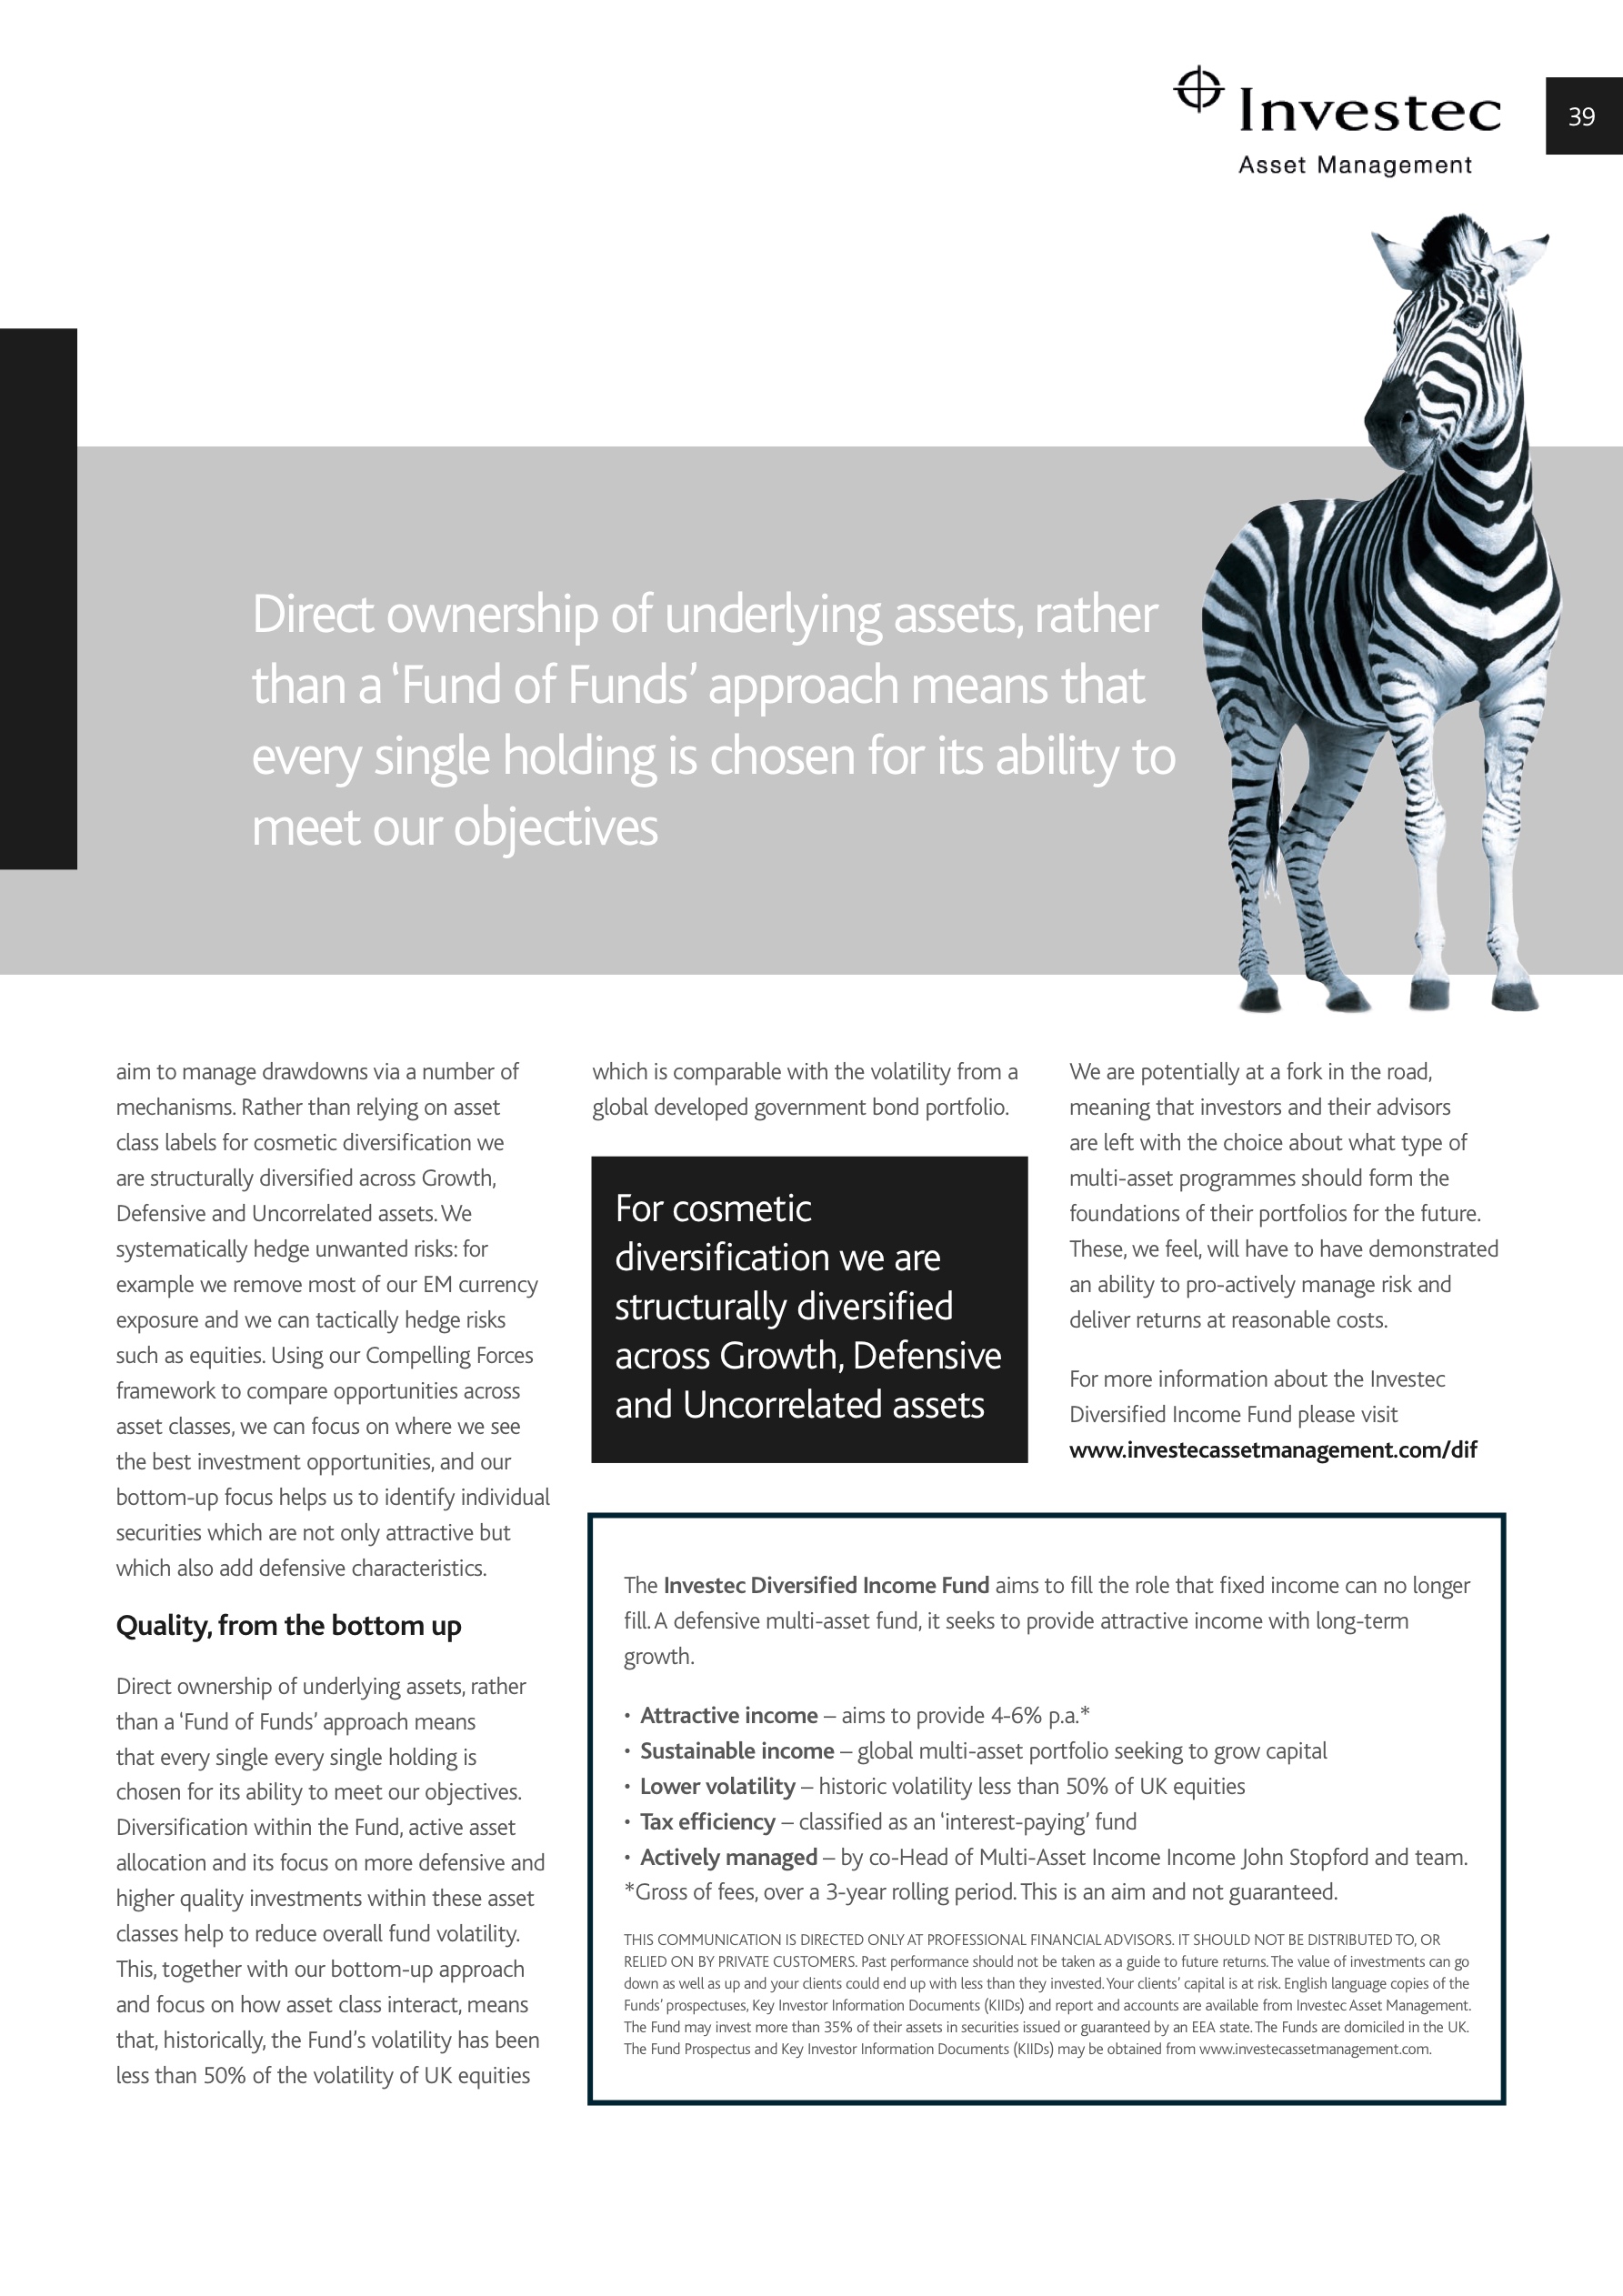 Investec
Asset Management
39
Direct ownership of underlying assets, rather
than a ‘Fund of Funds’ approach means that
every single holding is chosen for its ability to
meet our objectives
aim to manage drawdowns via a number of
mechanisms. Rather than relying on asset
class labels for cosmetic diversification we
are structurally diversified across Growth,
Defensive and Uncorrelated assets. We
systematically hedge unwanted risks: for
example we remove most of our EM currency
exposure and we can tactically hedge risks
such as equities. Using our Compelling Forces
framework to compare opportunities across
asset classes, we can focus on where we see
the best investment opportunities, and our
bottom-up focus helps us to identify individual
securities which are not only attractive but
which also add defensive characteristics.
Quality, from the bottom up
Direct ownership of underlying assets, rather
than a ‘Fund of Funds’ approach means
that every single every single holding is
chosen for its ability to meet our objectives.
Diversification within the Fund, active asset
allocation and its focus on more defensive and
higher quality investments within these asset
classes help to reduce overall fund volatility.
This, together with our bottom-up approach
and focus on how asset class interact, means
that, historically, the Fund’s volatility has been
less than 50% of the volatility of UK equities
which is comparable with the volatility from a
global developed government bond portfolio.
For cosmetic
diversification we are
structurally diversified
across Growth, Defensive
and Uncorrelated assets
We are potentially at a fork in the road,
meaning that investors and their advisors
are left with the choice about what type of
multi-asset programmes should form the
foundations of their portfolios for the future.
These, we feel, will have to have demonstrated
an ability to pro-actively manage risk and
deliver returns at reasonable costs.
For more information about the Investec
Diversified Income Fund please visit
www.investecassetmanagement.com/dif
The Investec Diversified Income Fund aims to fill the role that fixed income can no longer
fill. A defensive multi-asset fund, it seeks to provide attractive income with long-term
growth.
• Attractive income – aims to provide 4-6% p.a.*
• Sustainable income – global multi-asset portfolio seeking to grow capital
• Lower volatility – historic volatility less than 50% of UK equities
• Tax efficiency – classified as an ‘interest-paying’ fund
• Actively managed – by co-Head of Multi-Asset Income Income John Stopford and team.
*Gross of fees, over a 3-year rolling period. This is an aim and not guaranteed.
THIS COMMUNICATION IS DIRECTED ONLY AT PROFESSIONAL FINANCIAL ADVISORS. IT SHOULD NOT BE DISTRIBUTED TO, OR
RELIED ON BY PRIVATE CUSTOMERS. Past performance should not be taken as a guide to future returns. The value of investments can go
down as well as up and your clients could end up with less than they invested. Your clients’ capital is at risk. English language copies of the
Funds’ prospectuses, Key Investor Information Documents (KIIDs) and report and accounts are available from Investec Asset Management.
The Fund may invest more than 35% of their assets in securities issued or guaranteed by an EEA state. The Funds are domiciled in the UK.
The Fund Prospectus and Key Investor Information Documents (KIIDs) may be obtained from www.investecassetmanagement.com.